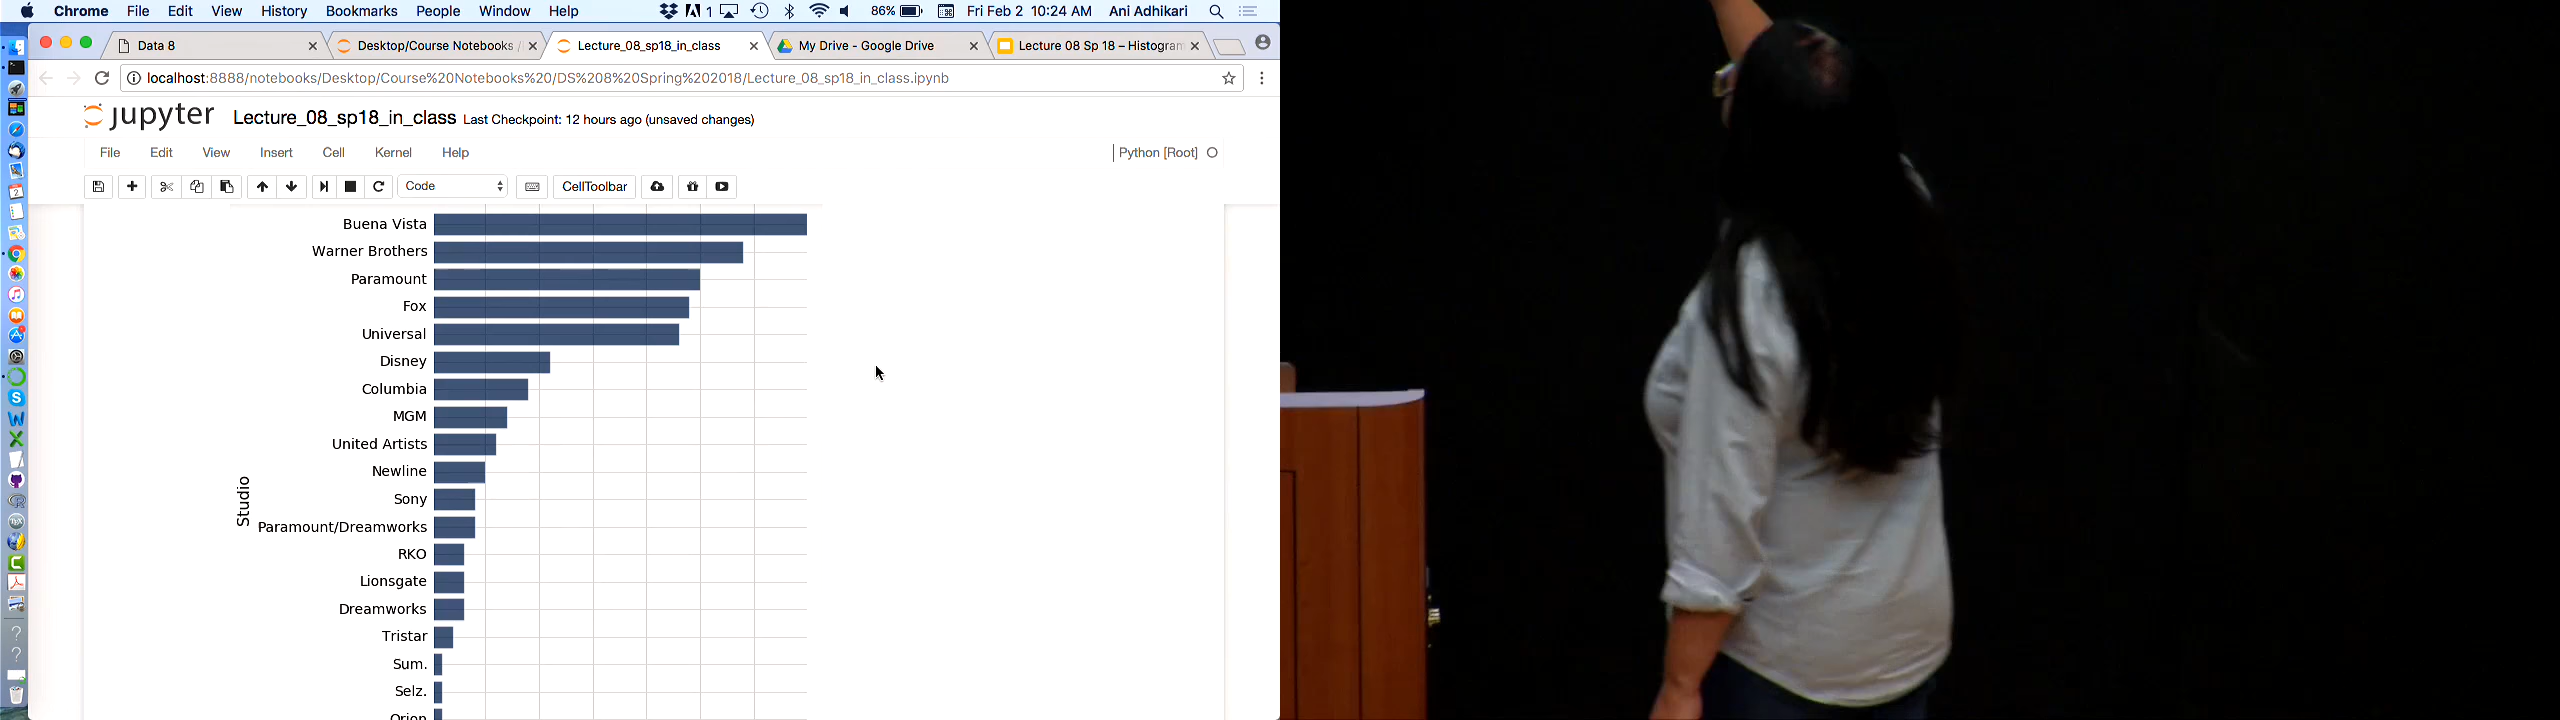 Chrome File Edit View History Bookmarks People Window Help 1 86% Fri Feb 2 10:24 AM Ani Adhikari
Data 8 Desktop/Course Notebooks / Lecture_08_sp18_in_class My Drive - Google Drive Lecture 08 Sp 18 – Histogram
localhost:8888/notebooks/Desktop/Course%20Notebooks%20/DS%208%20Spring%202018/Lecture_08_sp18_in_class.ipynb
jupyter Lecture_08_sp18_in_class Last Checkpoint: 12 hours ago (unsaved changes)
File Edit View Insert Cell Kernel Help Python [Root]
Code CellToolbar
Buena Vista
Warner Brothers
Paramount
Fox
Universal
Disney
Columbia
MGM
United Artists
Newline
Studio
Sony
Paramount/Dreamworks
RKO
Lionsgate
Dreamworks
Tristar
Sum.
Selz.
Orion